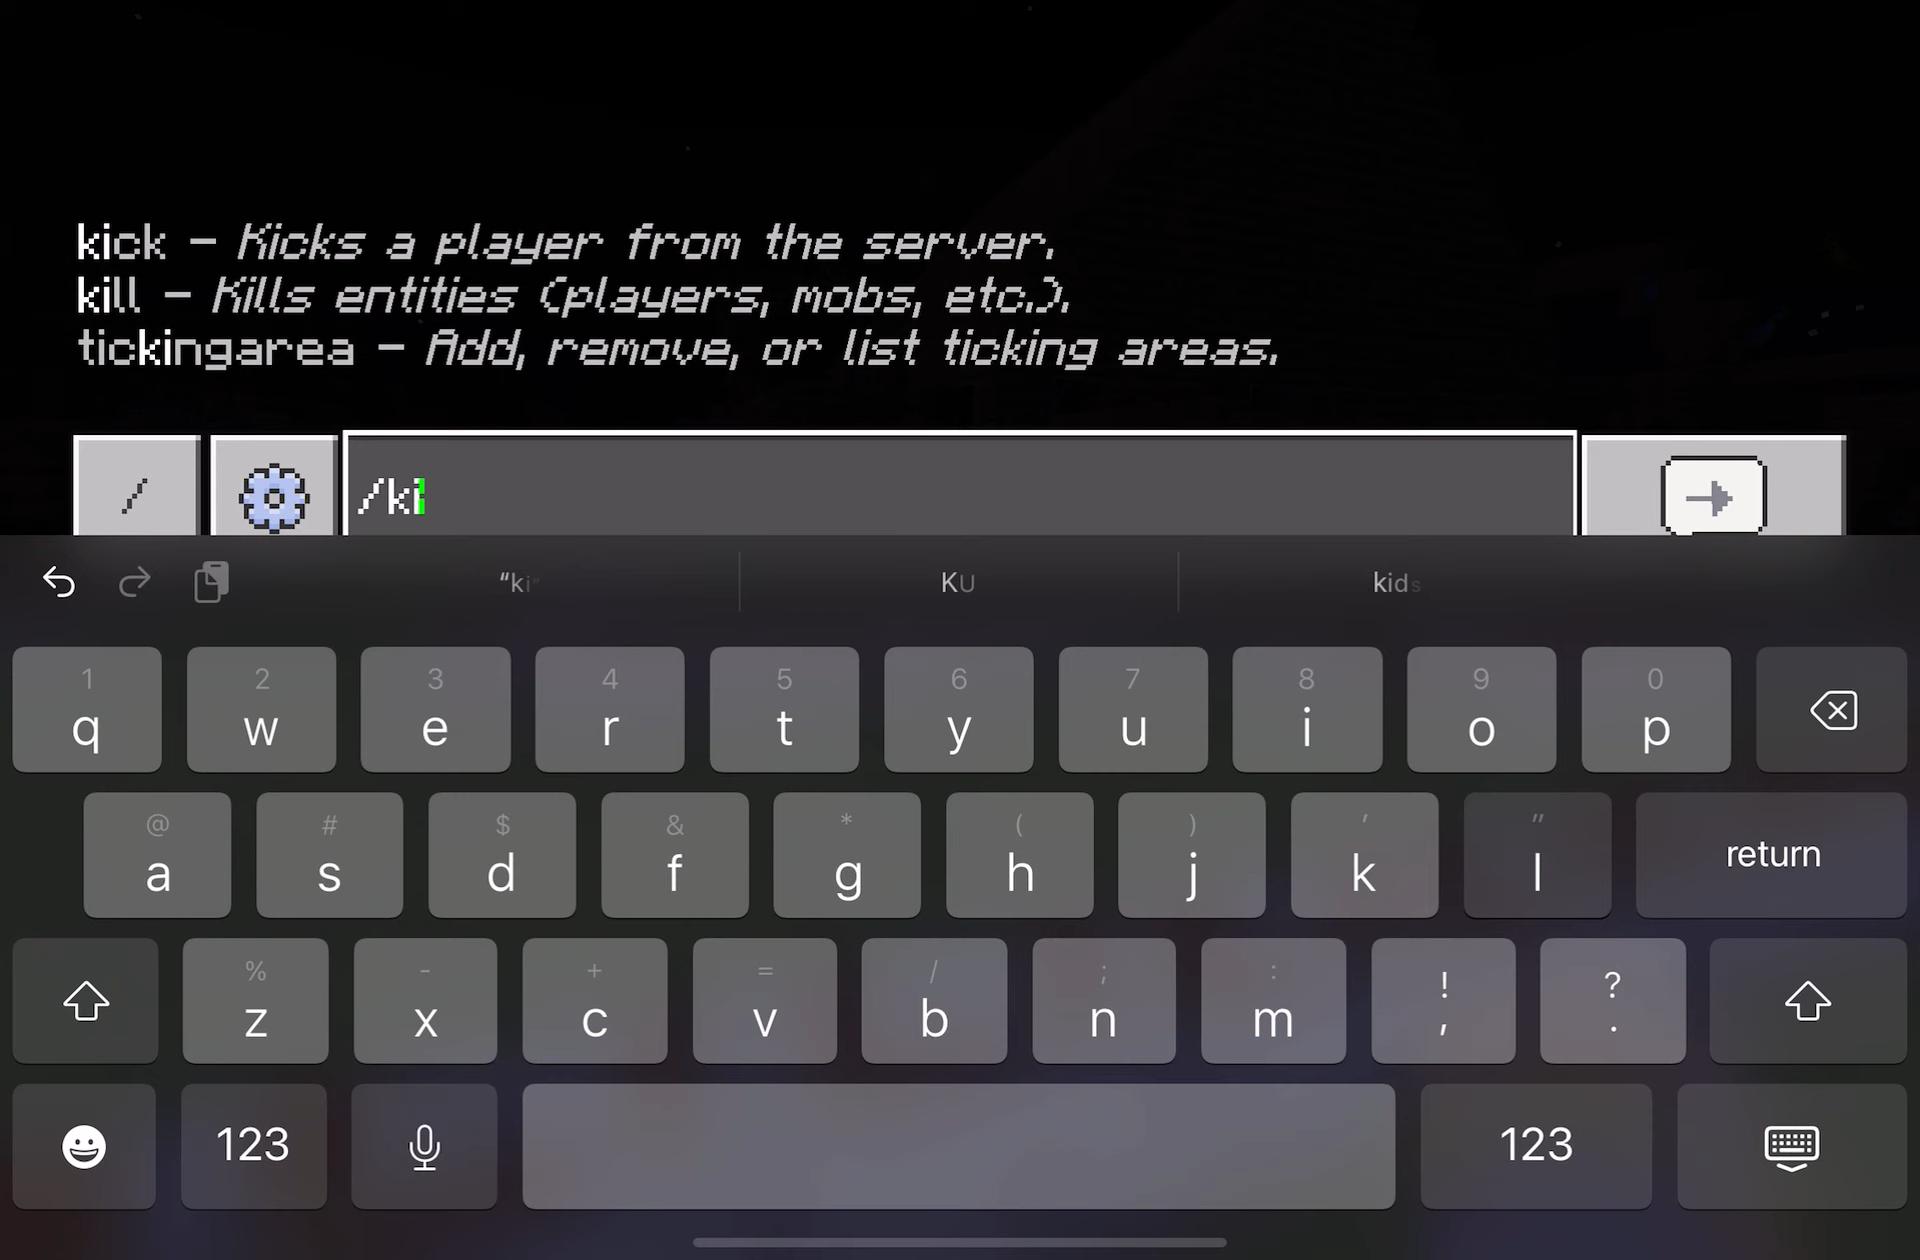 kick – Kicks a player from the server.
kill – Kills entities (players, mobs, etc.).
tickingarea – Add, remove, or list ticking areas.
/ /ki
“ki” KU kids
1 2 3 4 5 6 7 8 9 0
q w e r t y u i o p
@ # $ & * ( ) ' "
a s d f g h j k l return
% - + = / ; : ! ?
z x c v b n m , .
123 123